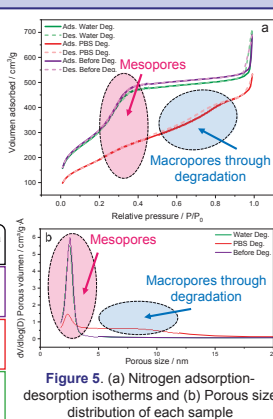 a
Ads. Water Deg.
Des. Water Deg.
Ads. PBS Deg.
Des. PBS Deg.
Ads. Before Deg.
Des. Before Deg.
Mesopores
Macropores through
degradation
Volumen adsorbed / cm³/g
700
600
500
400
300
200
100
0.0 0.2 0.4 0.6 0.8 1.0
Relative pressure / P/P₀
b
Water Deg.
PBS Deg.
Before Deg.
Mesopores
Macropores through
degradation
dV/dlog(D) Porous volumen / cm³/g·A
6
5
4
3
2
1
0
0 5 10 15 20
Porous size / nm
Figure 5. (a) Nitrogen adsorption-
desorption isotherms and (b) Porous size
distribution of each sample